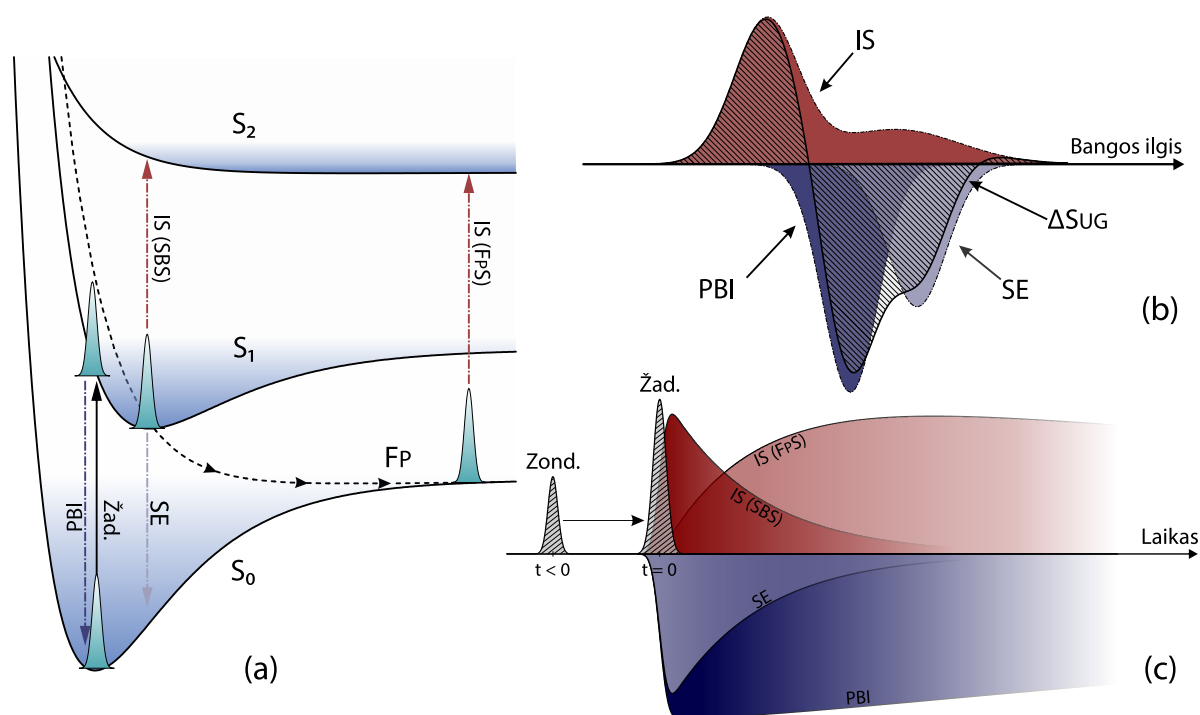 S₂
IS (SBS)
IS (FPS)
S₁
FP
PBI
Žad.
SE
S₀
(a)
IS
Bangos ilgis
ΔSUG
PBI
SE
(b)
Žad.
Zond.
IS (FPS)
IS (SBS)
Laikas
t < 0
t = 0
SE
PBI
(c)